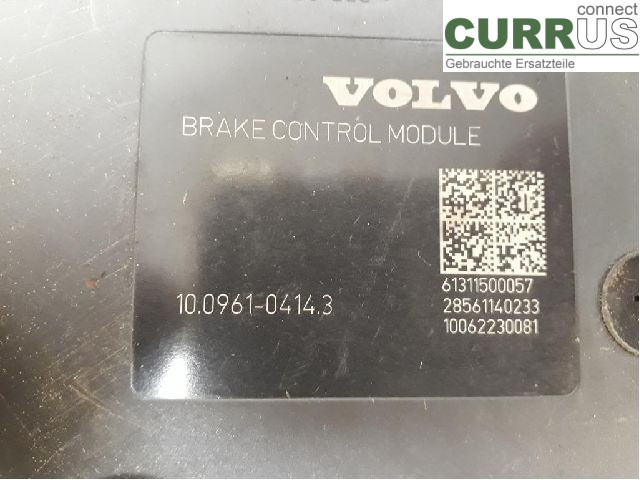 connect
CURRUS
Gebrauchte Ersatzteile
VOLVO
BRAKE CONTROL MODULE
61311500057
10.0961-0414.3
28561140233
10062230081